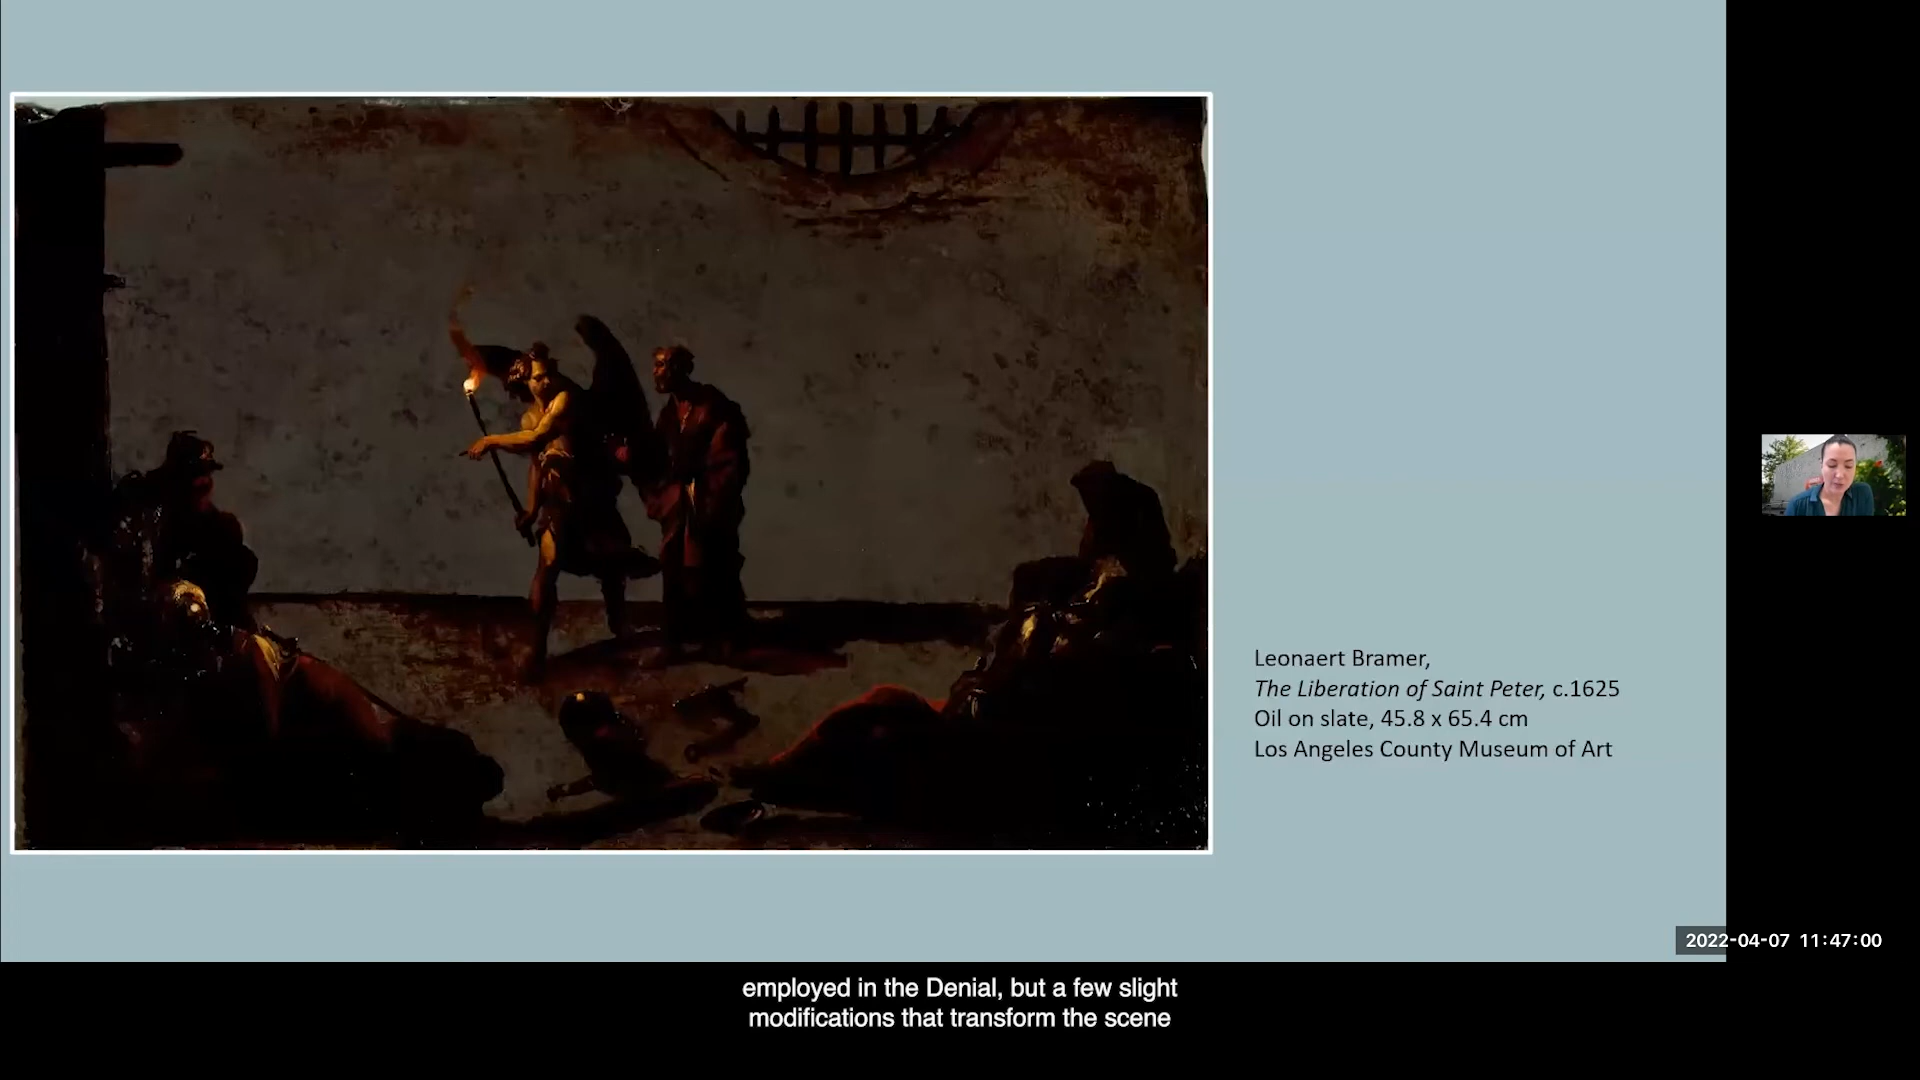 Leonaert Bramer,
The Liberation of Saint Peter, c.1625
Oil on slate, 45.8 x 65.4 cm
Los Angeles County Museum of Art
2022-04-07 11:47:00
employed in the Denial, but a few slight
modifications that transform the scene